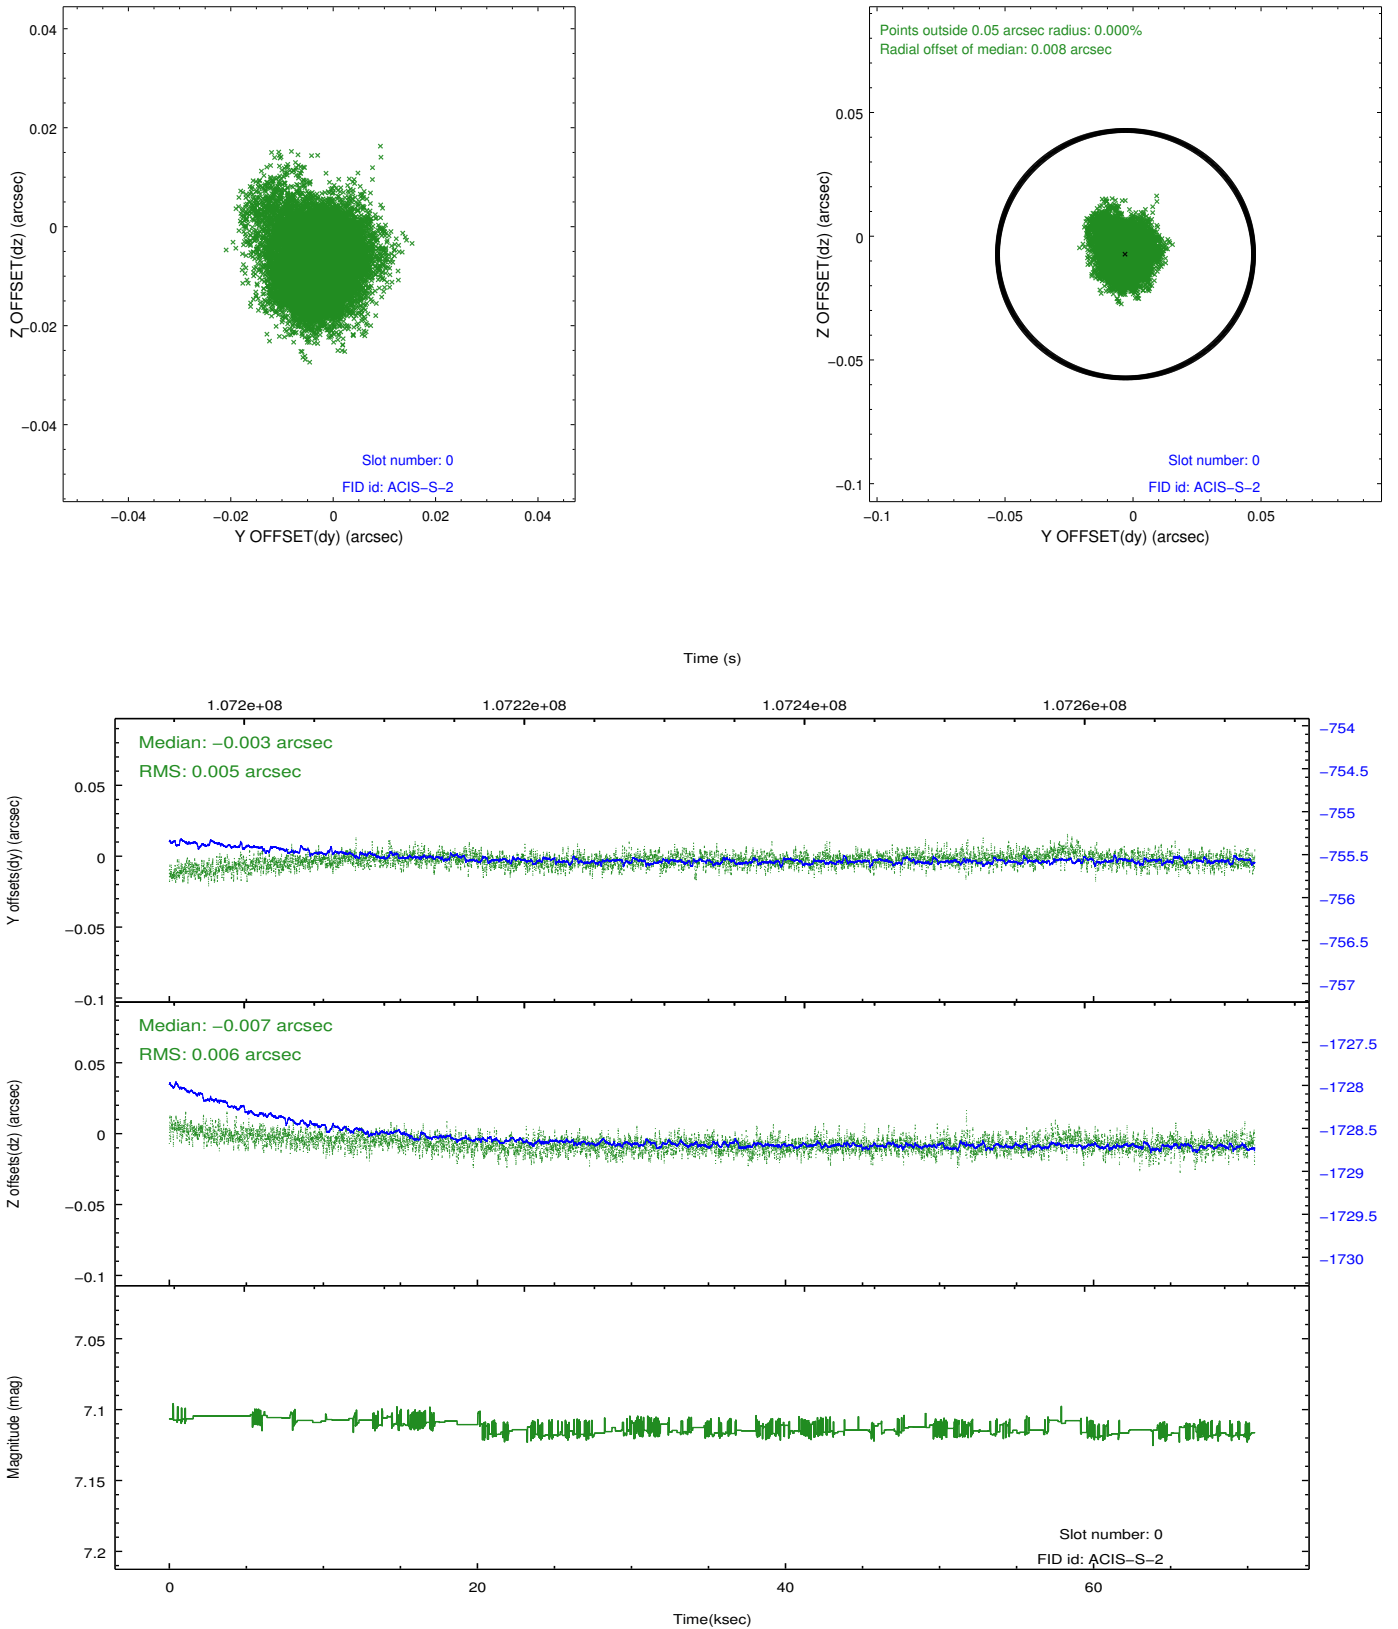 0.04
0.02
0
−0.02
−0.04
Z OFFSET(dz) (arcsec)
Slot number: 0
FID id: ACIS−S−2
−0.04 −0.02 0 0.02 0.04
Y OFFSET(dy) (arcsec)
Points outside 0.05 arcsec radius: 0.000%
Radial offset of median: 0.008 arcsec
0.05
0
−0.05
−0.1
Z OFFSET(dz) (arcsec)
Slot number: 0
FID id: ACIS−S−2
−0.1 −0.05 0 0.05
Y OFFSET(dy) (arcsec)
Time (s)
1.072e+08 1.0722e+08 1.0724e+08 1.0726e+08
Median: −0.003 arcsec
RMS: 0.005 arcsec
0.05
0
−0.05
−0.1
Y offsets(dy) (arcsec)
−754
−754.5
−755
−755.5
−756
−756.5
−757
Median: −0.007 arcsec
RMS: 0.006 arcsec
0.05
0
−0.05
−0.1
Z offsets(dz) (arcsec)
−1727.5
−1728
−1728.5
−1729
−1729.5
−1730
7.05
7.1
7.15
7.2
Magnitude (mag)
Slot number: 0
FID id: ACIS−S−2
0 20 40 60
Time(ksec)